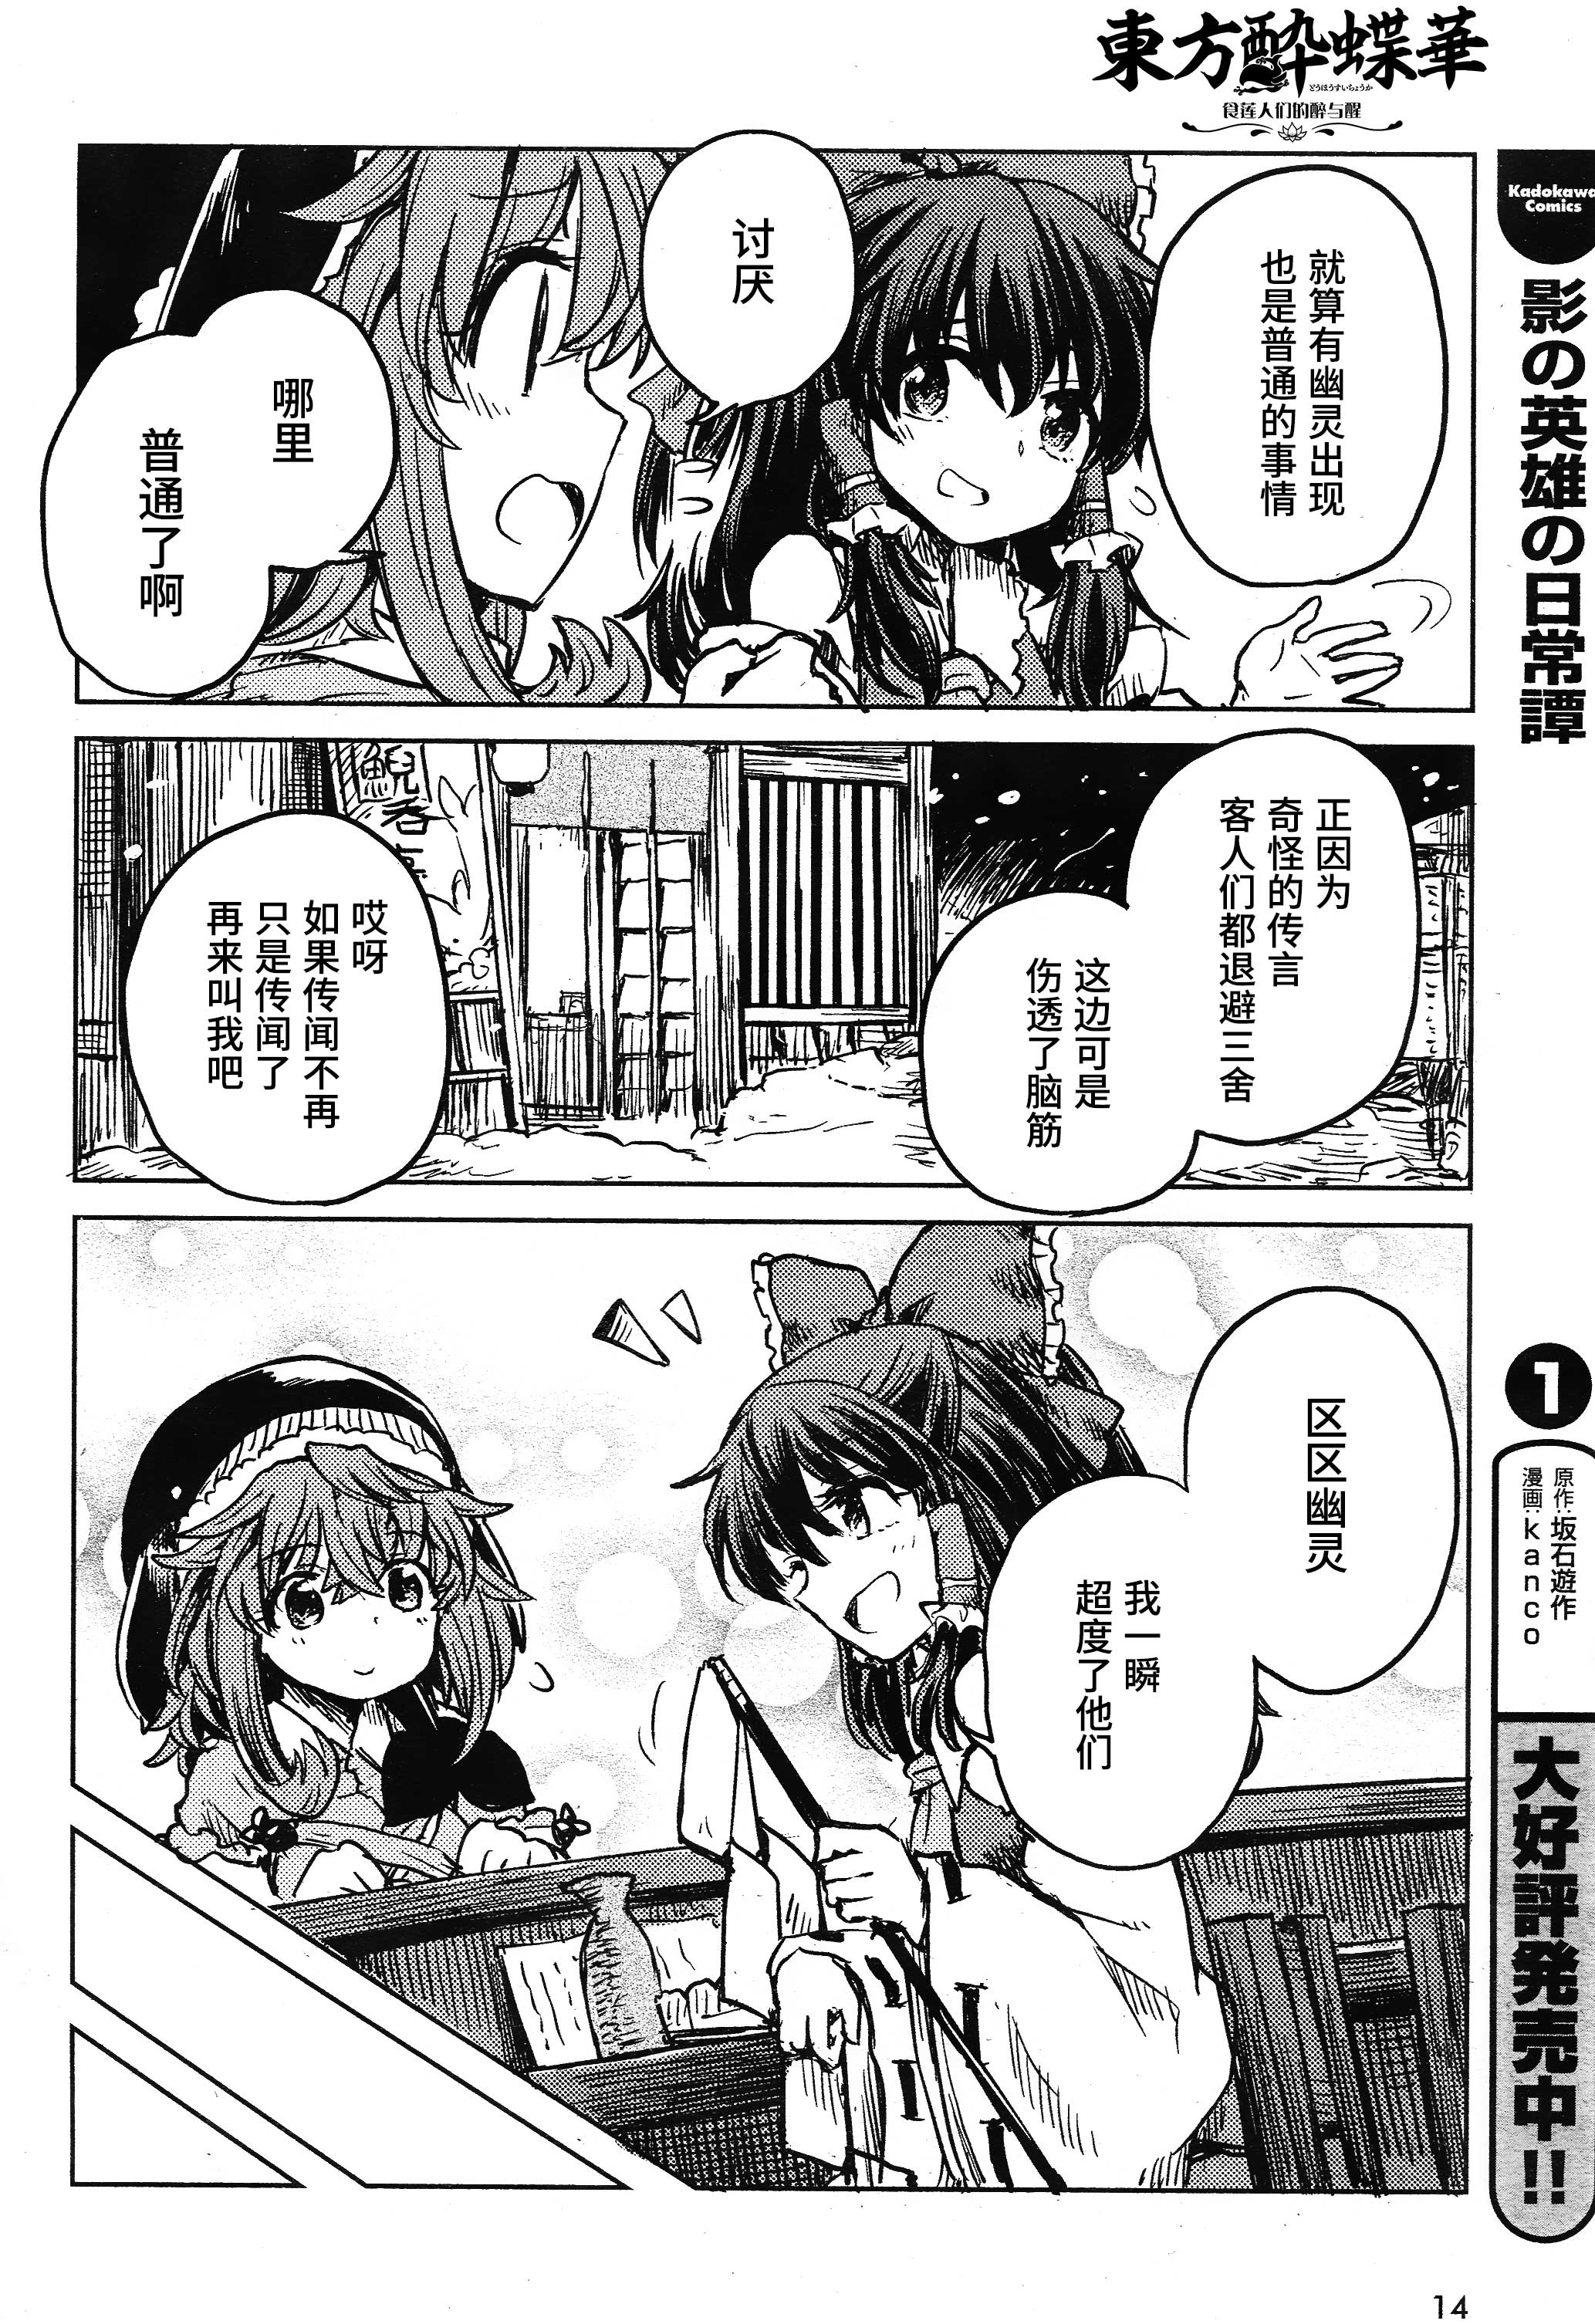 東方酔蝶華
どうほうすいちょうか
食莲人们的醉与醒
Kadokawa
Comics
影の英雄の日常譚
1
原作:坂石遊作
漫画:kanco
大好評発売中!!
就算有幽灵出现
也是普通的事情
讨厌
哪里
普通了啊
正因为
奇怪的传言
客人们都退避三舍
这边可是
伤透了脑筋
鯢呑亭
哎呀
如果传闻不再
只是传闻了
再来叫我吧
区区幽灵
我一瞬
超度了他们
14